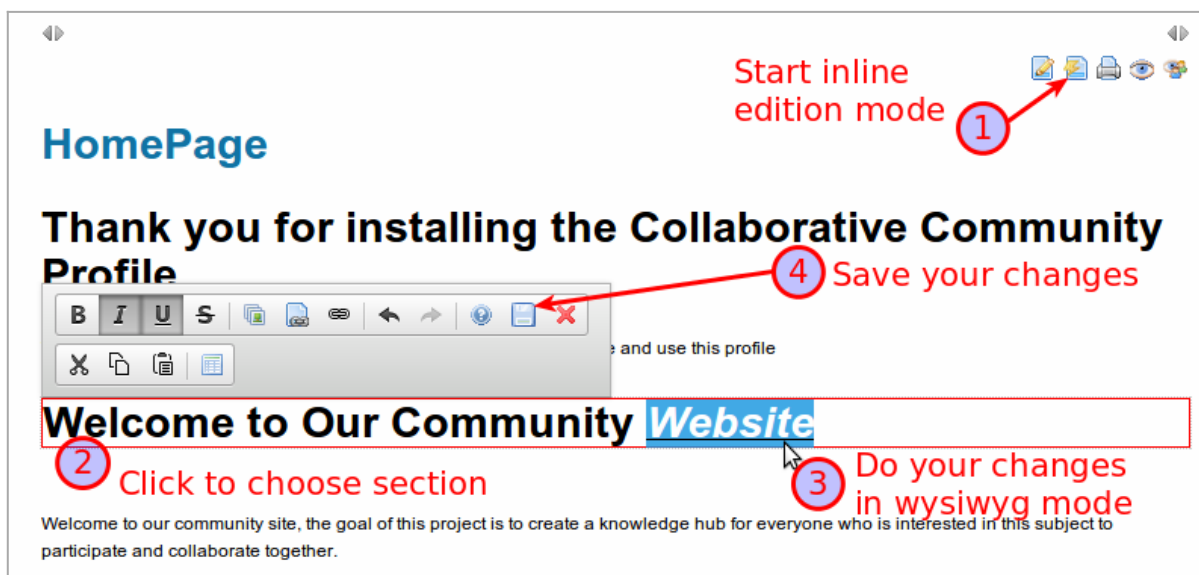 Start inline
edition mode
1
HomePage
Thank you for installing the Collaborative Community
Profile
4 Save your changes
B I U S
and use this profile
Welcome to Our Community Website
2 Click to choose section
3 Do your changes
in wysiwyg mode
Welcome to our community site, the goal of this project is to create a knowledge hub for everyone who is interested in this subject to
participate and collaborate together.